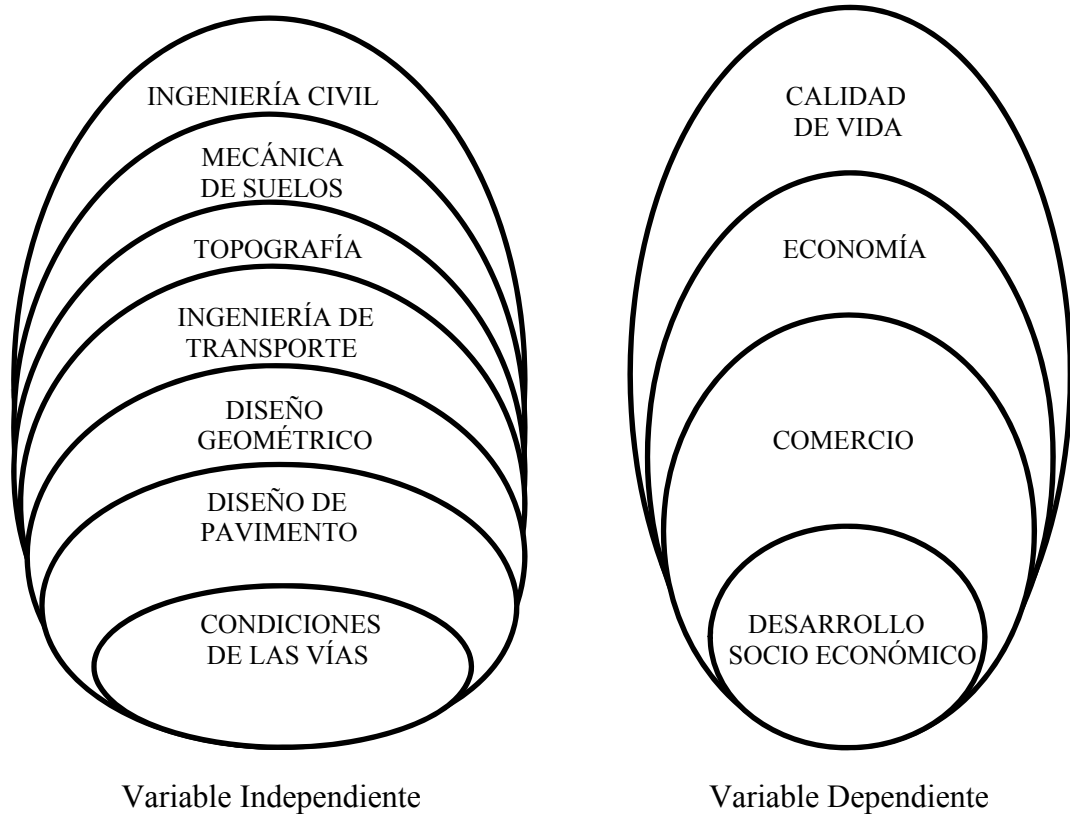 INGENIERÍA CIVIL
MECÁNICA
DE SUELOS
TOPOGRAFÍA
INGENIERÍA DE
TRANSPORTE
DISEÑO
GEOMÉTRICO
DISEÑO DE
PAVIMENTO
CONDICIONES
DE LAS VÍAS
Variable Independiente
CALIDAD
DE VIDA
ECONOMÍA
COMERCIO
DESARROLLO
SOCIO ECONÓMICO
Variable Dependiente